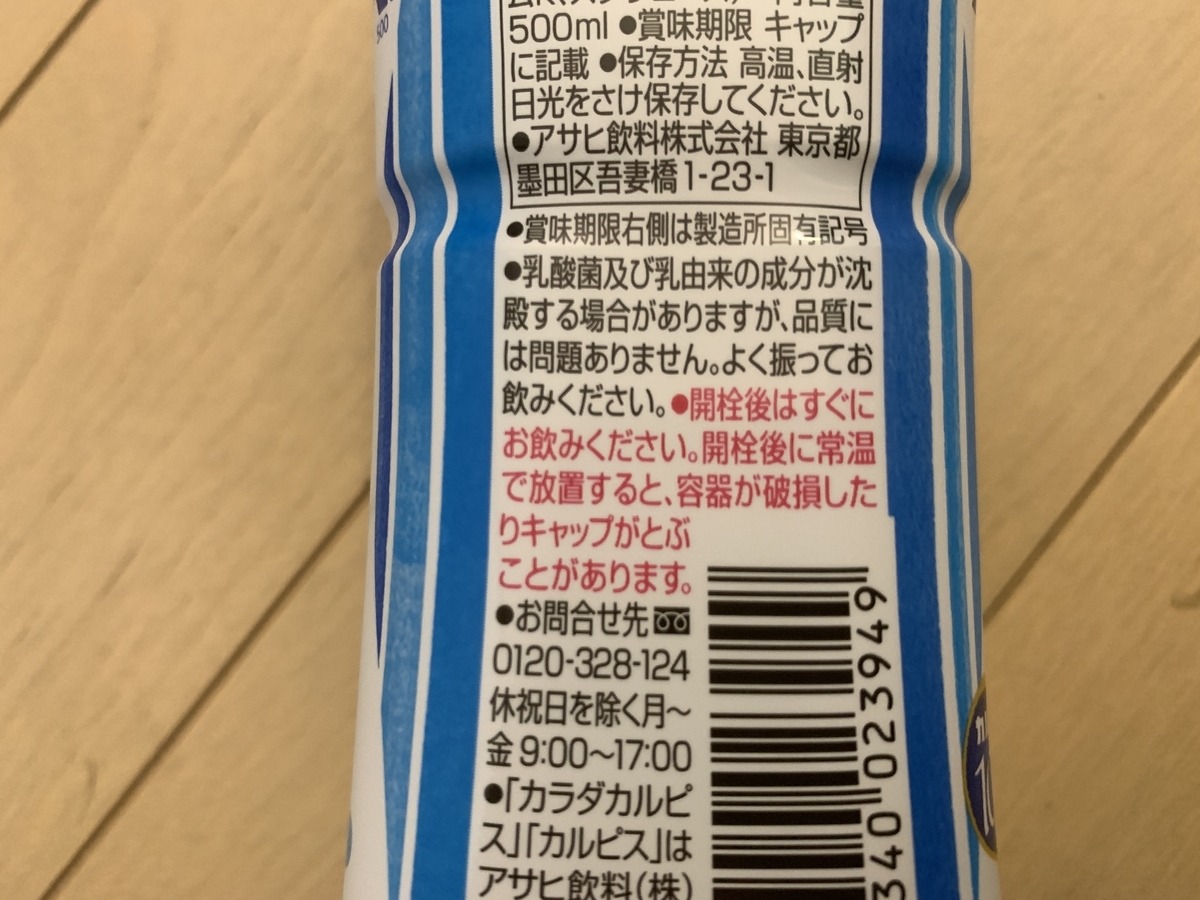 500ml ●賞味期限 キャップ
に記載 ●保存方法 高温、直射
日光をさけ保存してください。
●アサヒ飲料株式会社 東京都
墨田区吾妻橋1-23-1
●賞味期限右側は製造所固有記号
●乳酸菌及び乳由来の成分が沈
殿する場合がありますが、品質に
は問題ありません。よく振ってお
飲みください。●開栓後はすぐに
お飲みください。開栓後に常温
で放置すると、容器が破損した
りキャップがとぶ
ことがあります。
●お問合せ先
0120-328-124
休祝日を除く月〜
金 9:00〜17:00
●「カラダカルピ
ス」「カルピス」は
アサヒ飲料(株)
340 023949